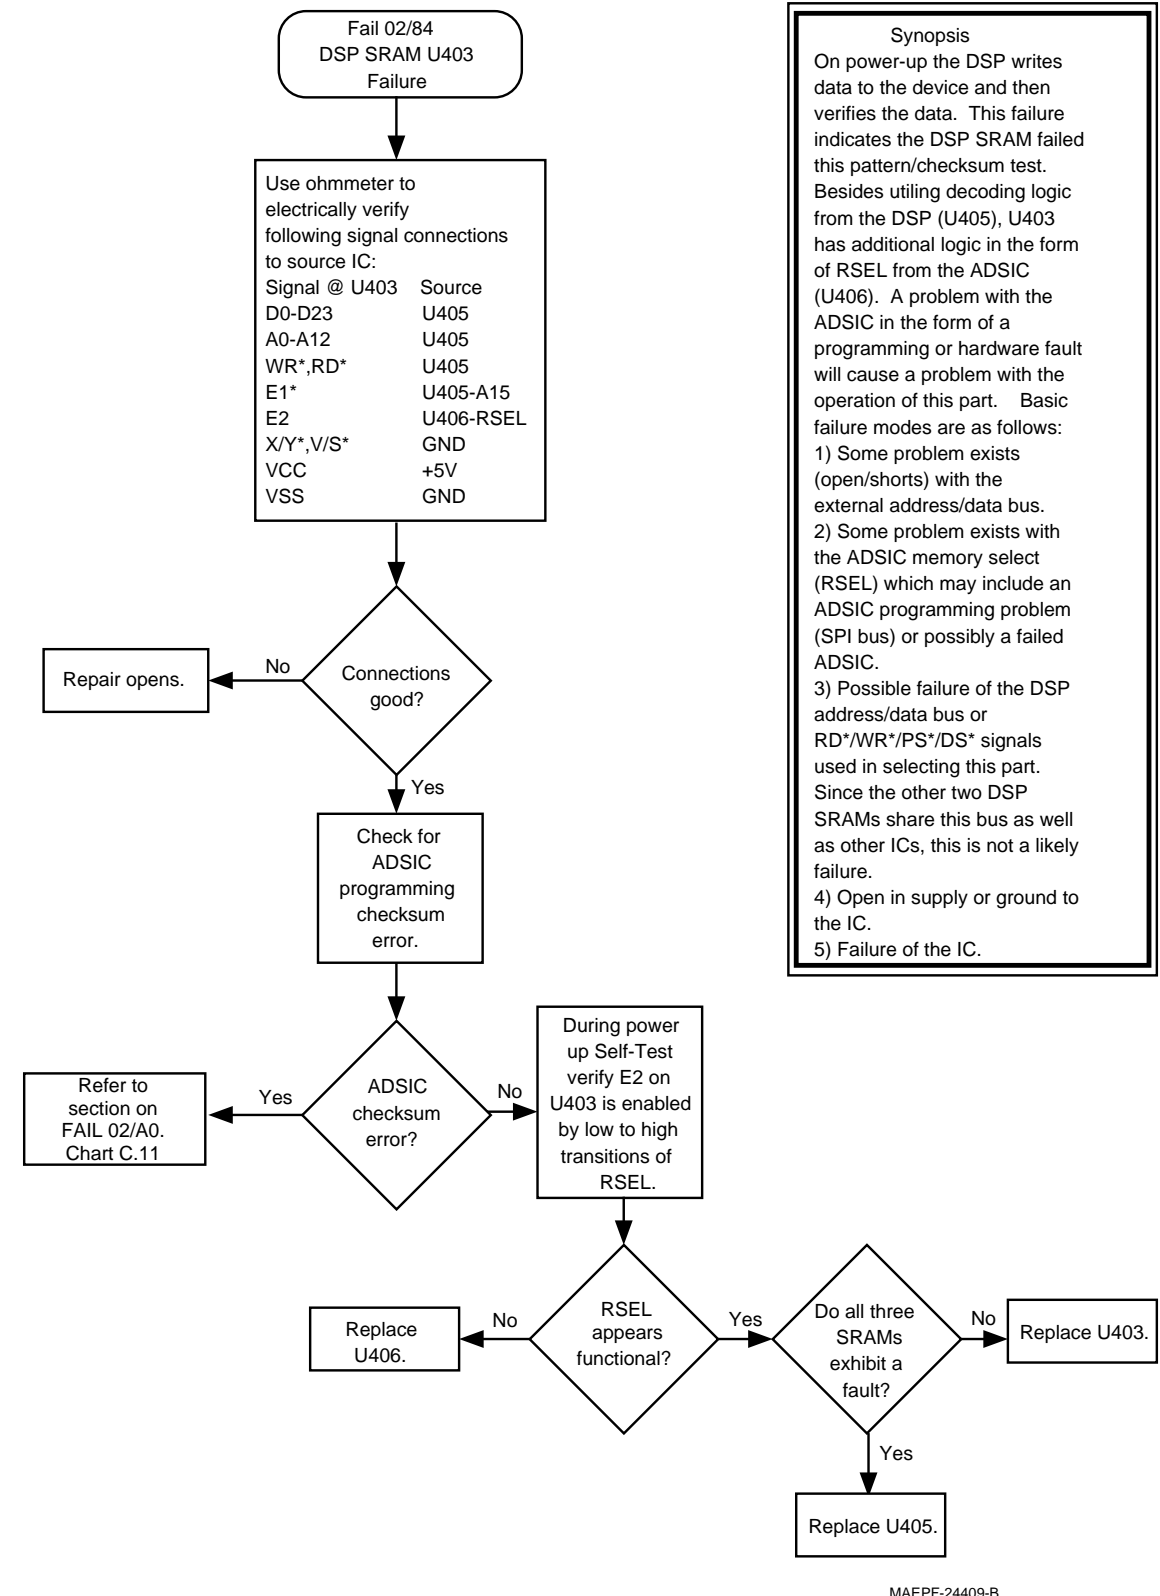 Fail 02/84
DSP SRAM U403
Failure
Use ohmmeter to
electrically verify
following signal connections
to source IC:
Signal @ U403 Source
D0-D23 U405
A0-A12 U405
WR*,RD* U405
E1* U405-A15
E2 U406-RSEL
X/Y*,V/S* GND
VCC +5V
VSS GND
Connections
good?
No
Repair opens.
Yes
Check for
ADSIC
programming
checksum
error.
ADSIC
checksum
error?
Yes
Refer to
section on
FAIL 02/A0.
Chart C.11
No
During power
up Self-Test
verify E2 on
U403 is enabled
by low to high
transitions of
RSEL.
RSEL
appears
functional?
No
Replace
U406.
Yes
Do all three
SRAMs
exhibit a
fault?
No
Replace U403.
Yes
Replace U405.
Synopsis
On power-up the DSP writes
data to the device and then
verifies the data. This failure
indicates the DSP SRAM failed
this pattern/checksum test.
Besides utiling decoding logic
from the DSP (U405), U403
has additional logic in the form
of RSEL from the ADSIC
(U406). A problem with the
ADSIC in the form of a
programming or hardware fault
will cause a problem with the
operation of this part. Basic
failure modes are as follows:
1) Some problem exists
(open/shorts) with the
external address/data bus.
2) Some problem exists with
the ADSIC memory select
(RSEL) which may include an
ADSIC programming problem
(SPI bus) or possibly a failed
ADSIC.
3) Possible failure of the DSP
address/data bus or
RD*/WR*/PS*/DS* signals
used in selecting this part.
Since the other two DSP
SRAMs share this bus as well
as other ICs, this is not a likely
failure.
4) Open in supply or ground to
the IC.
5) Failure of the IC.
MAEPF-24409-B